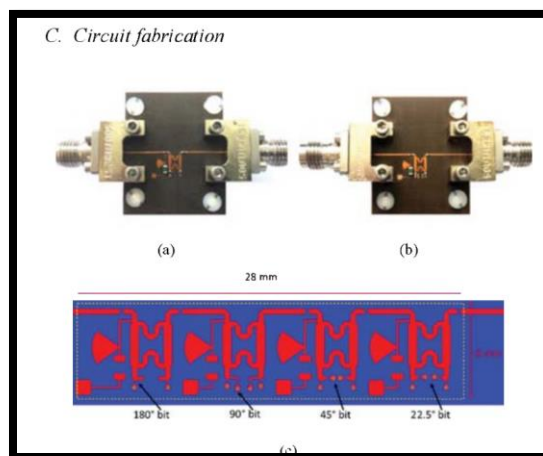 C. Circuit fabrication
(a)
(b)
28 mm
180° bit
90° bit
45° bit
22.5° bit
(c)